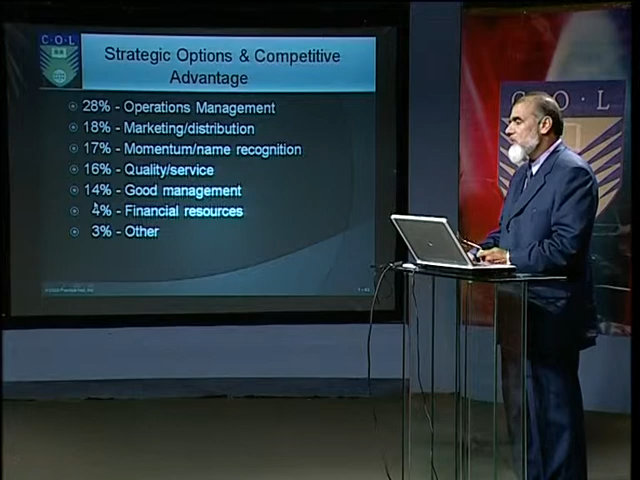 C·O·L
Strategic Options & Competitive
Advantage
28% - Operations Management
18% - Marketing/distribution
17% - Momentum/name recognition
16% - Quality/service
14% - Good management
4% - Financial resources
3% - Other
C·O·L